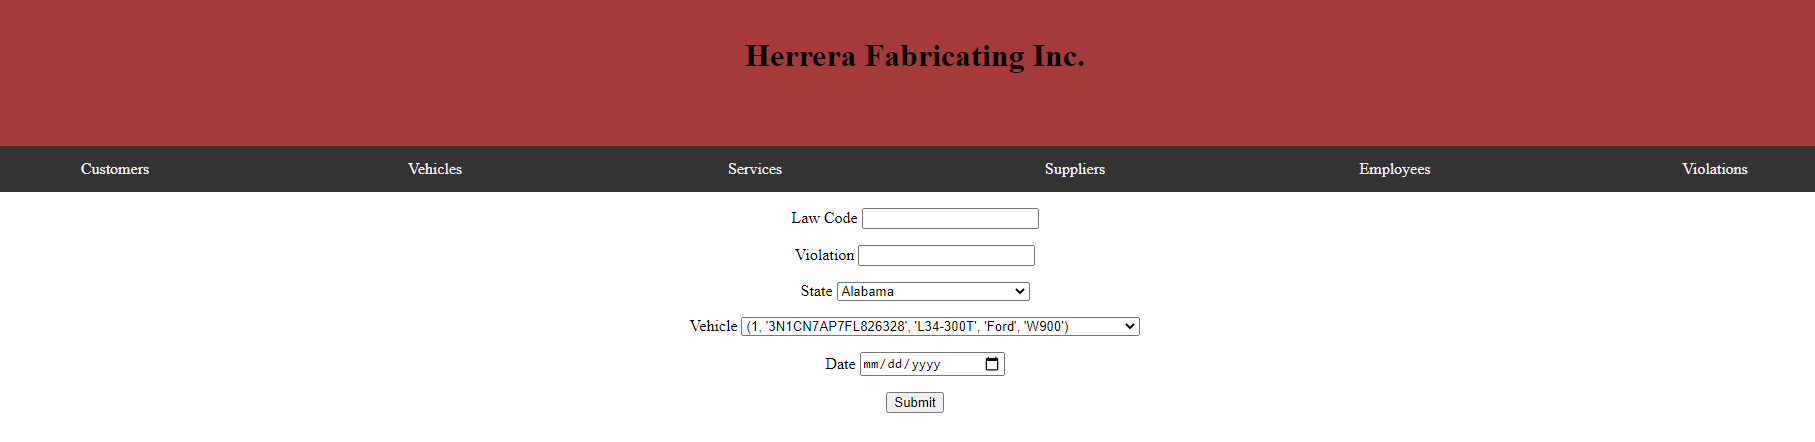 Herrera Fabricating Inc.
Customers Vehicles Services Suppliers Employees Violations
Law Code
Violation
State Alabama
Vehicle (1, '3N1CN7AP7FL826328', 'L34-300T', 'Ford', 'W900')
Date mm/dd/yyyy
Submit